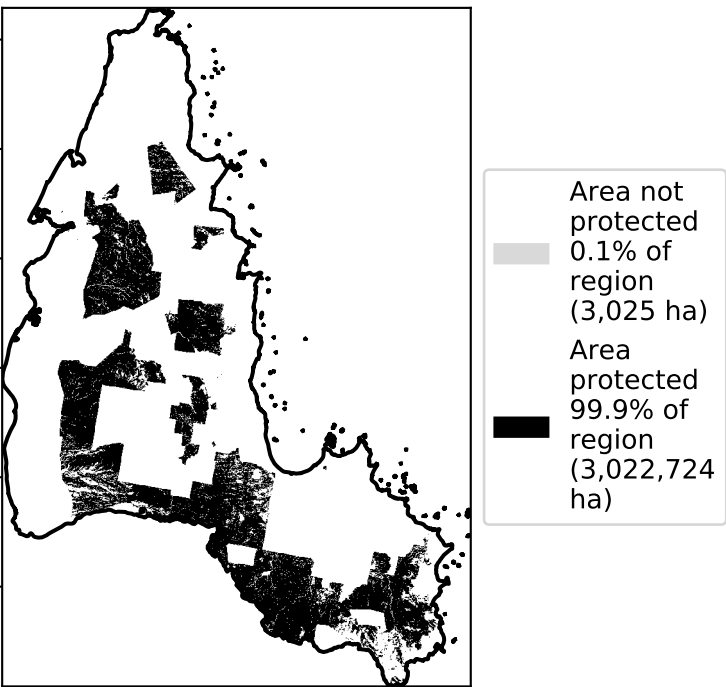 Area not
protected
0.1% of
region
(3,025 ha)
Area
protected
99.9% of
region
(3,022,724
ha)